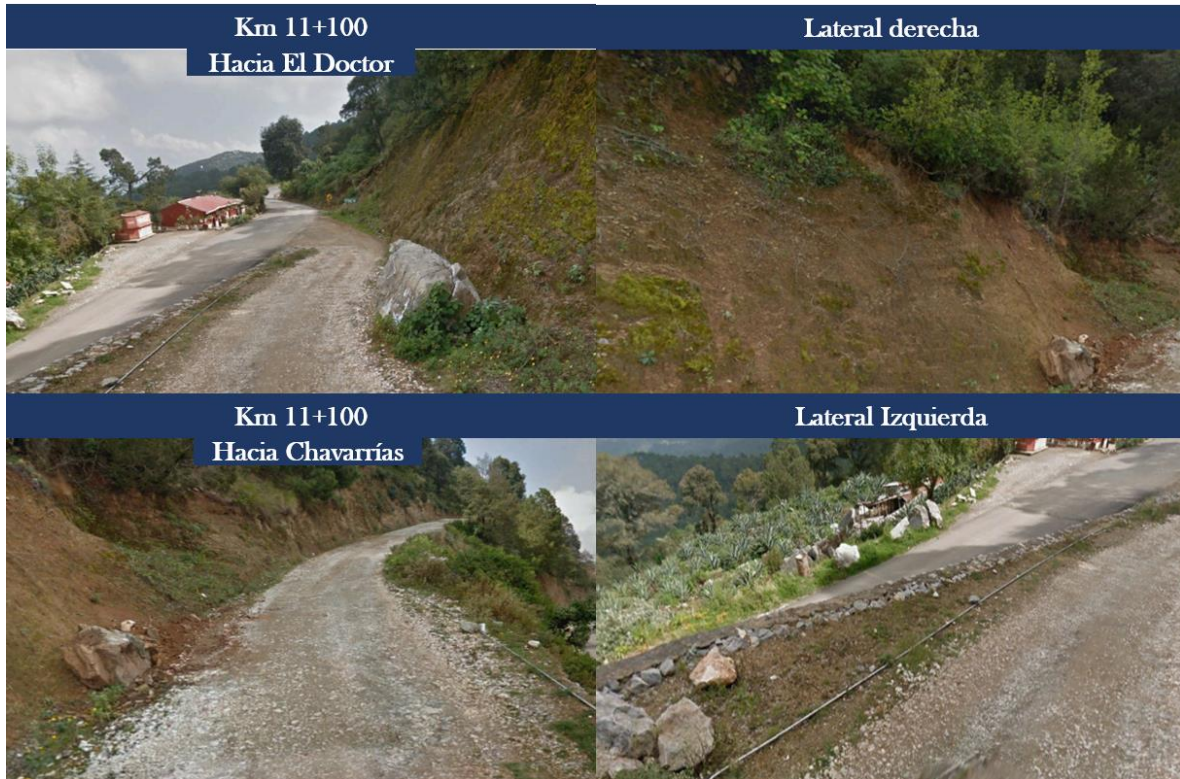 Km 11+100
Hacia El Doctor
Lateral derecha
Km 11+100
Hacia Chavarrías
Lateral Izquierda